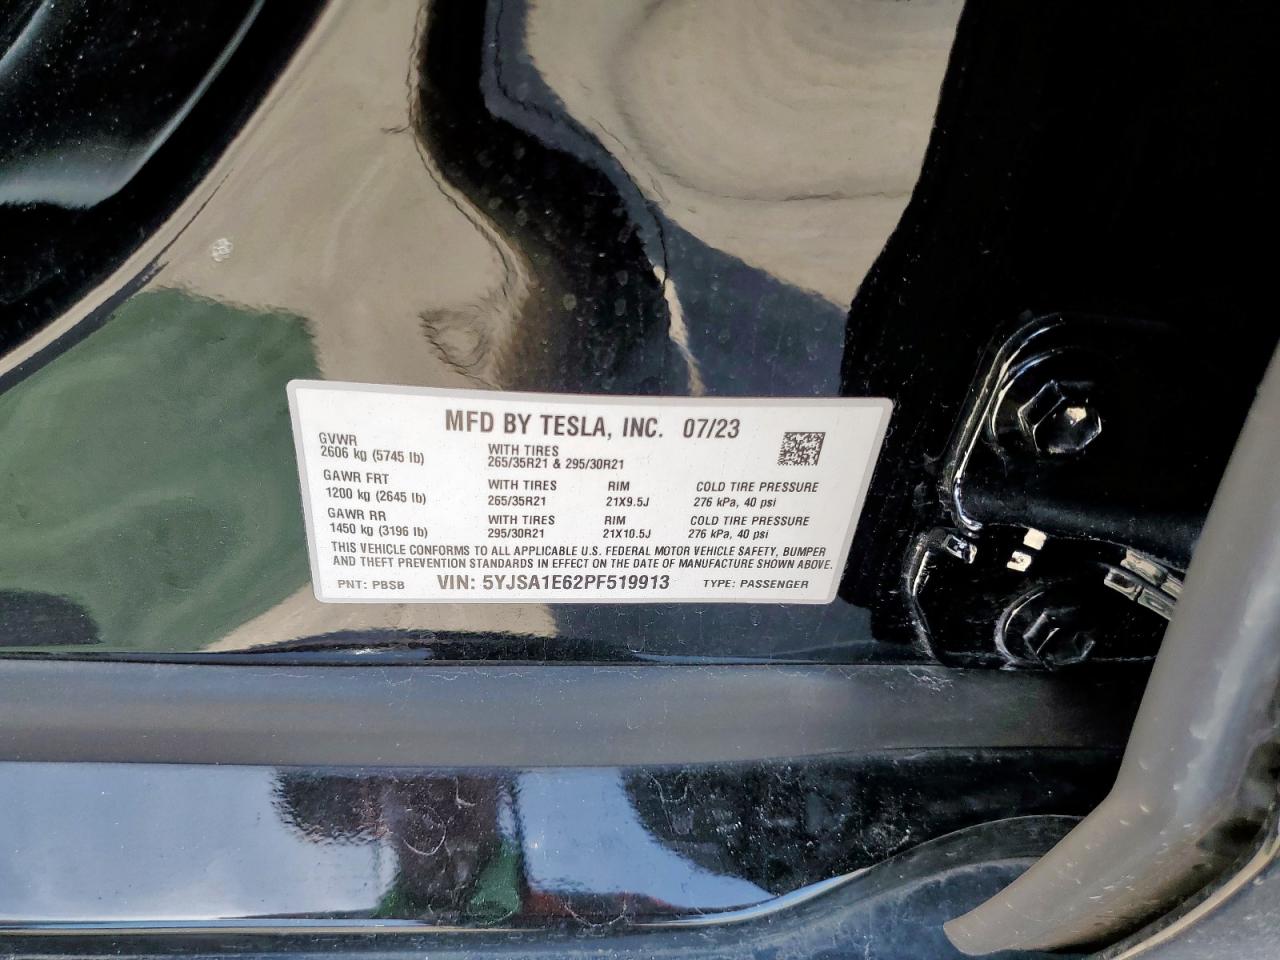 MFD BY TESLA, INC. 07/23
GVWR
2606 kg (5745 lb)
WITH TIRES
265/35R21 & 295/30R21
GAWR FRT
1200 kg (2645 lb)
WITH TIRES
265/35R21
RIM
21X9.5J
COLD TIRE PRESSURE
276 kPa, 40 psi
GAWR RR
1450 kg (3196 lb)
WITH TIRES
295/30R21
RIM
21X10.5J
COLD TIRE PRESSURE
276 kPa, 40 psi
THIS VEHICLE CONFORMS TO ALL APPLICABLE U.S. FEDERAL MOTOR VEHICLE SAFETY, BUMPER
AND THEFT PREVENTION STANDARDS IN EFFECT ON THE DATE OF MANUFACTURE SHOWN ABOVE.
PNT: PBSB VIN: 5YJSA1E62PF519913 TYPE: PASSENGER